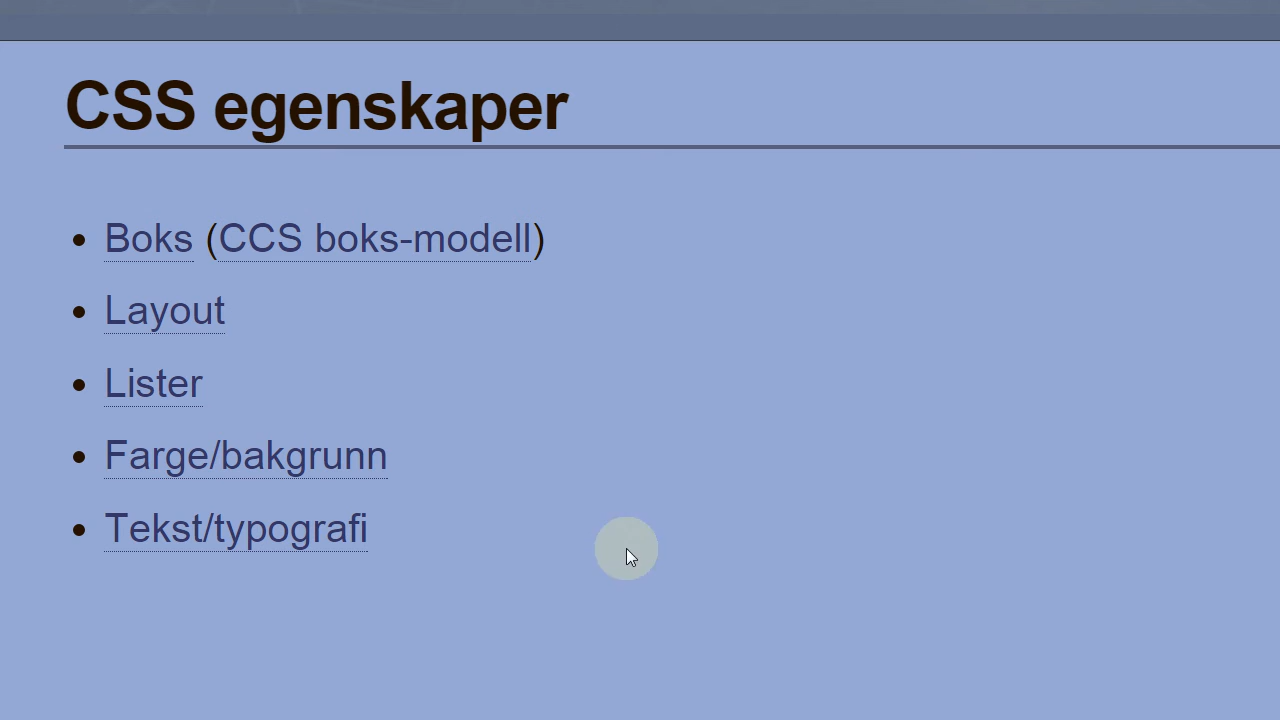 CSS egenskaper
Boks (CCS boks-modell)
Layout
Lister
Farge/bakgrunn
Tekst/typografi